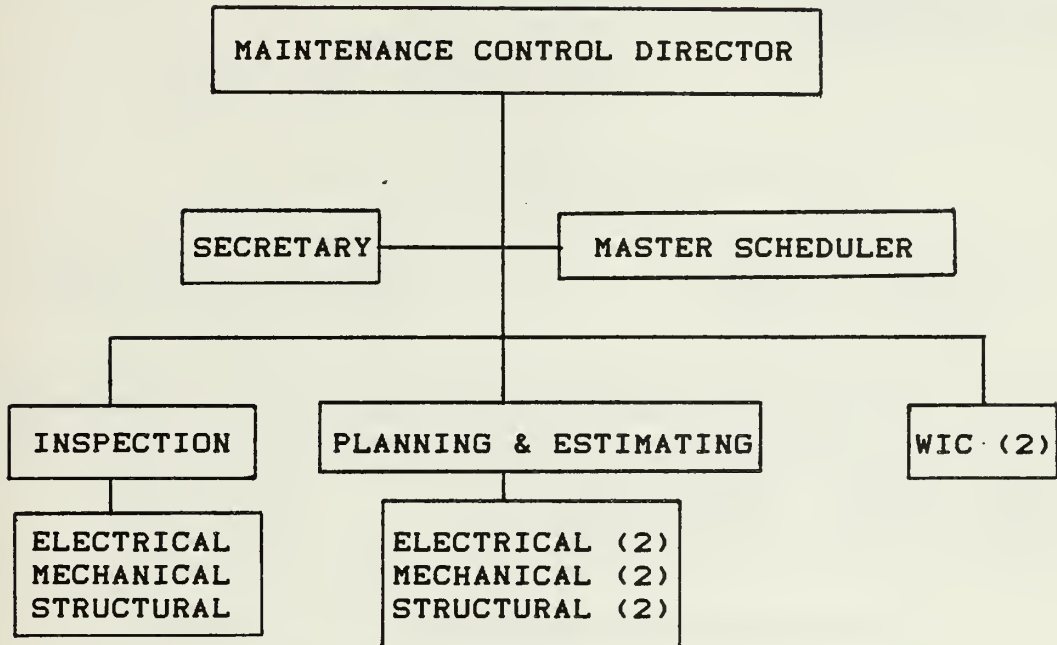 MAINTENANCE CONTROL DIRECTOR
SECRETARY
MASTER SCHEDULER
INSPECTION
PLANNING & ESTIMATING
WIC (2)
ELECTRICAL
MECHANICAL
STRUCTURAL
ELECTRICAL (2)
MECHANICAL (2)
STRUCTURAL (2)